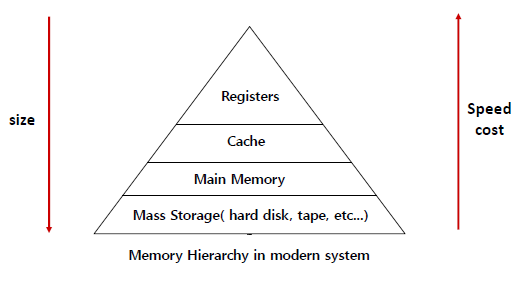 size
Registers
Cache
Main Memory
Mass Storage( hard disk, tape, etc...)
Speed
cost
Memory Hierarchy in modern system